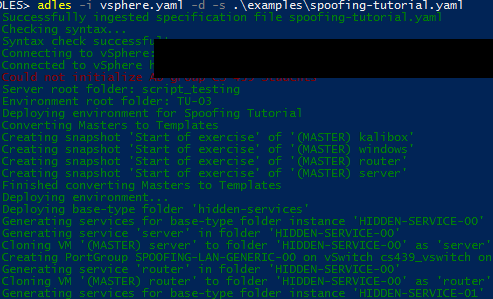 DLES> adles -i vsphere.yaml -d -s .\examples\spoofing-tutorial.yaml
Successfully ingested specification file spoofing-tutorial.yaml
Checking syntax...
Syntax check successful
Connecting to vSphere:
Connected to vSphere h
Could not initialize AD group CS-439 Students
Server root folder: script_testing
Environment root folder: TU-03
Deploying environment for Spoofing Tutorial
Converting Masters to Templates
Creating snapshot 'Start of exercise' of '(MASTER) kalibox'
Creating snapshot 'Start of exercise' of '(MASTER) windows'
Creating snapshot 'Start of exercise' of '(MASTER) router'
Creating snapshot 'Start of exercise' of '(MASTER) server'
Finished converting Masters to Templates
Deploying environment...
Deploying base-type folder 'hidden-services'
Generating services for base-type folder instance 'HIDDEN-SERVICE-00'
Generating service 'server' in folder 'HIDDEN-SERVICE-00'
Cloning VM '(MASTER) server' to folder 'HIDDEN-SERVICE-00' as 'server'
Creating PortGroup SPOOFING-LAN-GENERIC-00 on vSwitch cs439_vswitch on
Generating service 'router' in folder 'HIDDEN-SERVICE-00'
Cloning VM '(MASTER) router' to folder 'HIDDEN-SERVICE-00' as 'router'
Generating services for base-type folder instance 'HIDDEN-SERVICE-01'